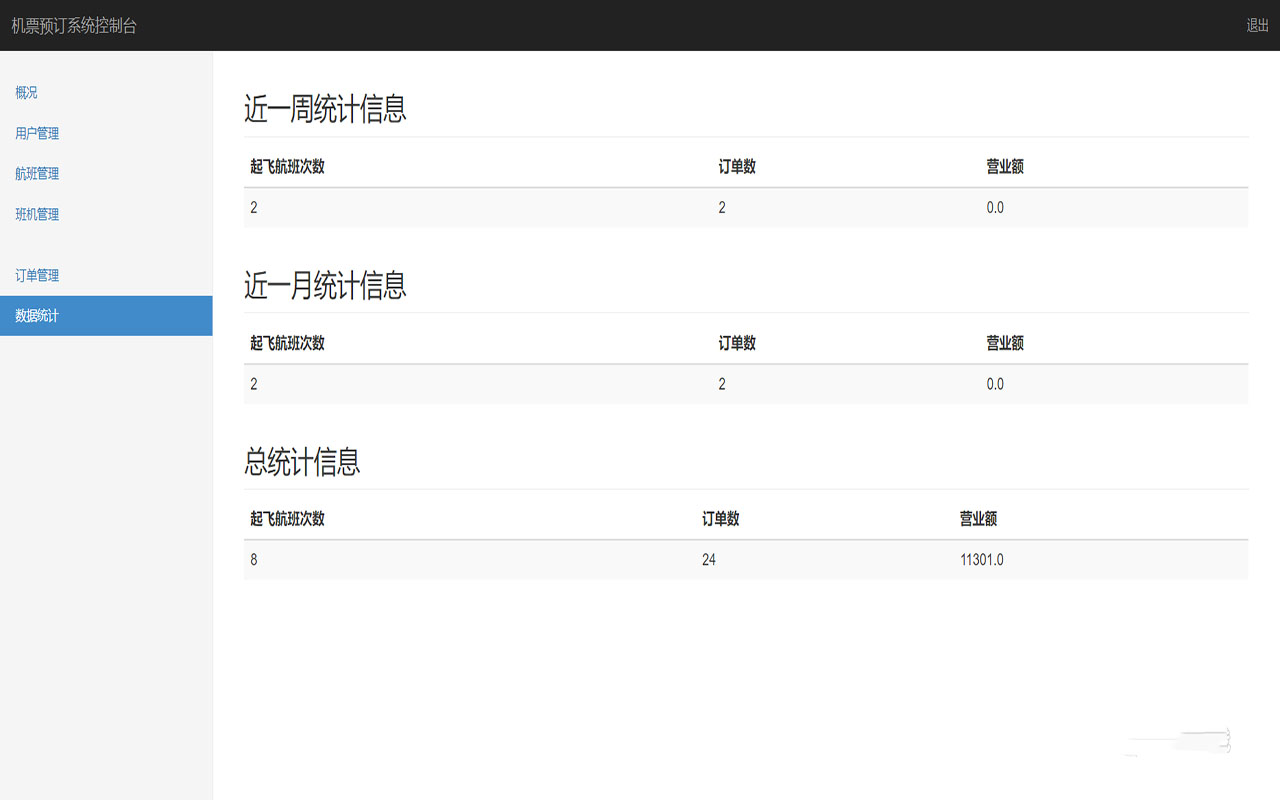 机票预订系统控制台 退出
概况
用户管理
航班管理
班机管理
订单管理
数据统计
近一周统计信息
起飞航班次数 订单数 营业额
2 2 0.0
近一月统计信息
起飞航班次数 订单数 营业额
2 2 0.0
总统计信息
起飞航班次数 订单数 营业额
8 24 11301.0